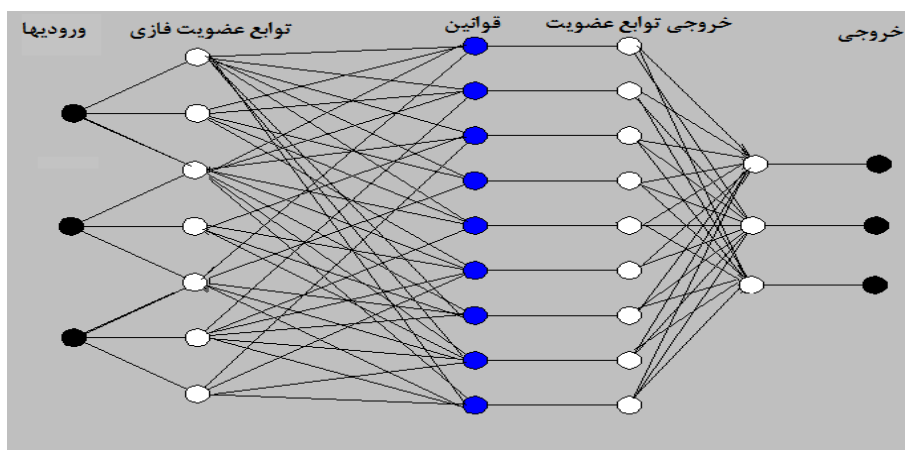 ورودیها
توابع عضویت فازی
قوانین
خروجی توابع عضویت
خروجی